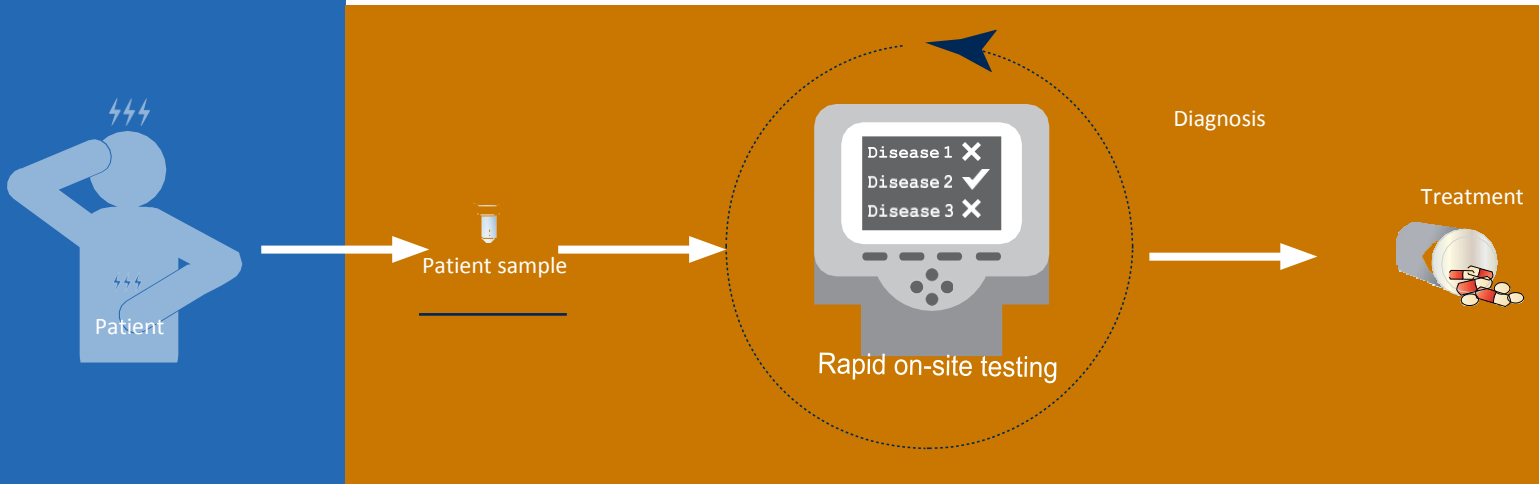 Patient
Patient sample
Disease 1 ✕
Disease 2 ✓
Disease 3 ✕
Rapid on-site testing
Diagnosis
Treatment